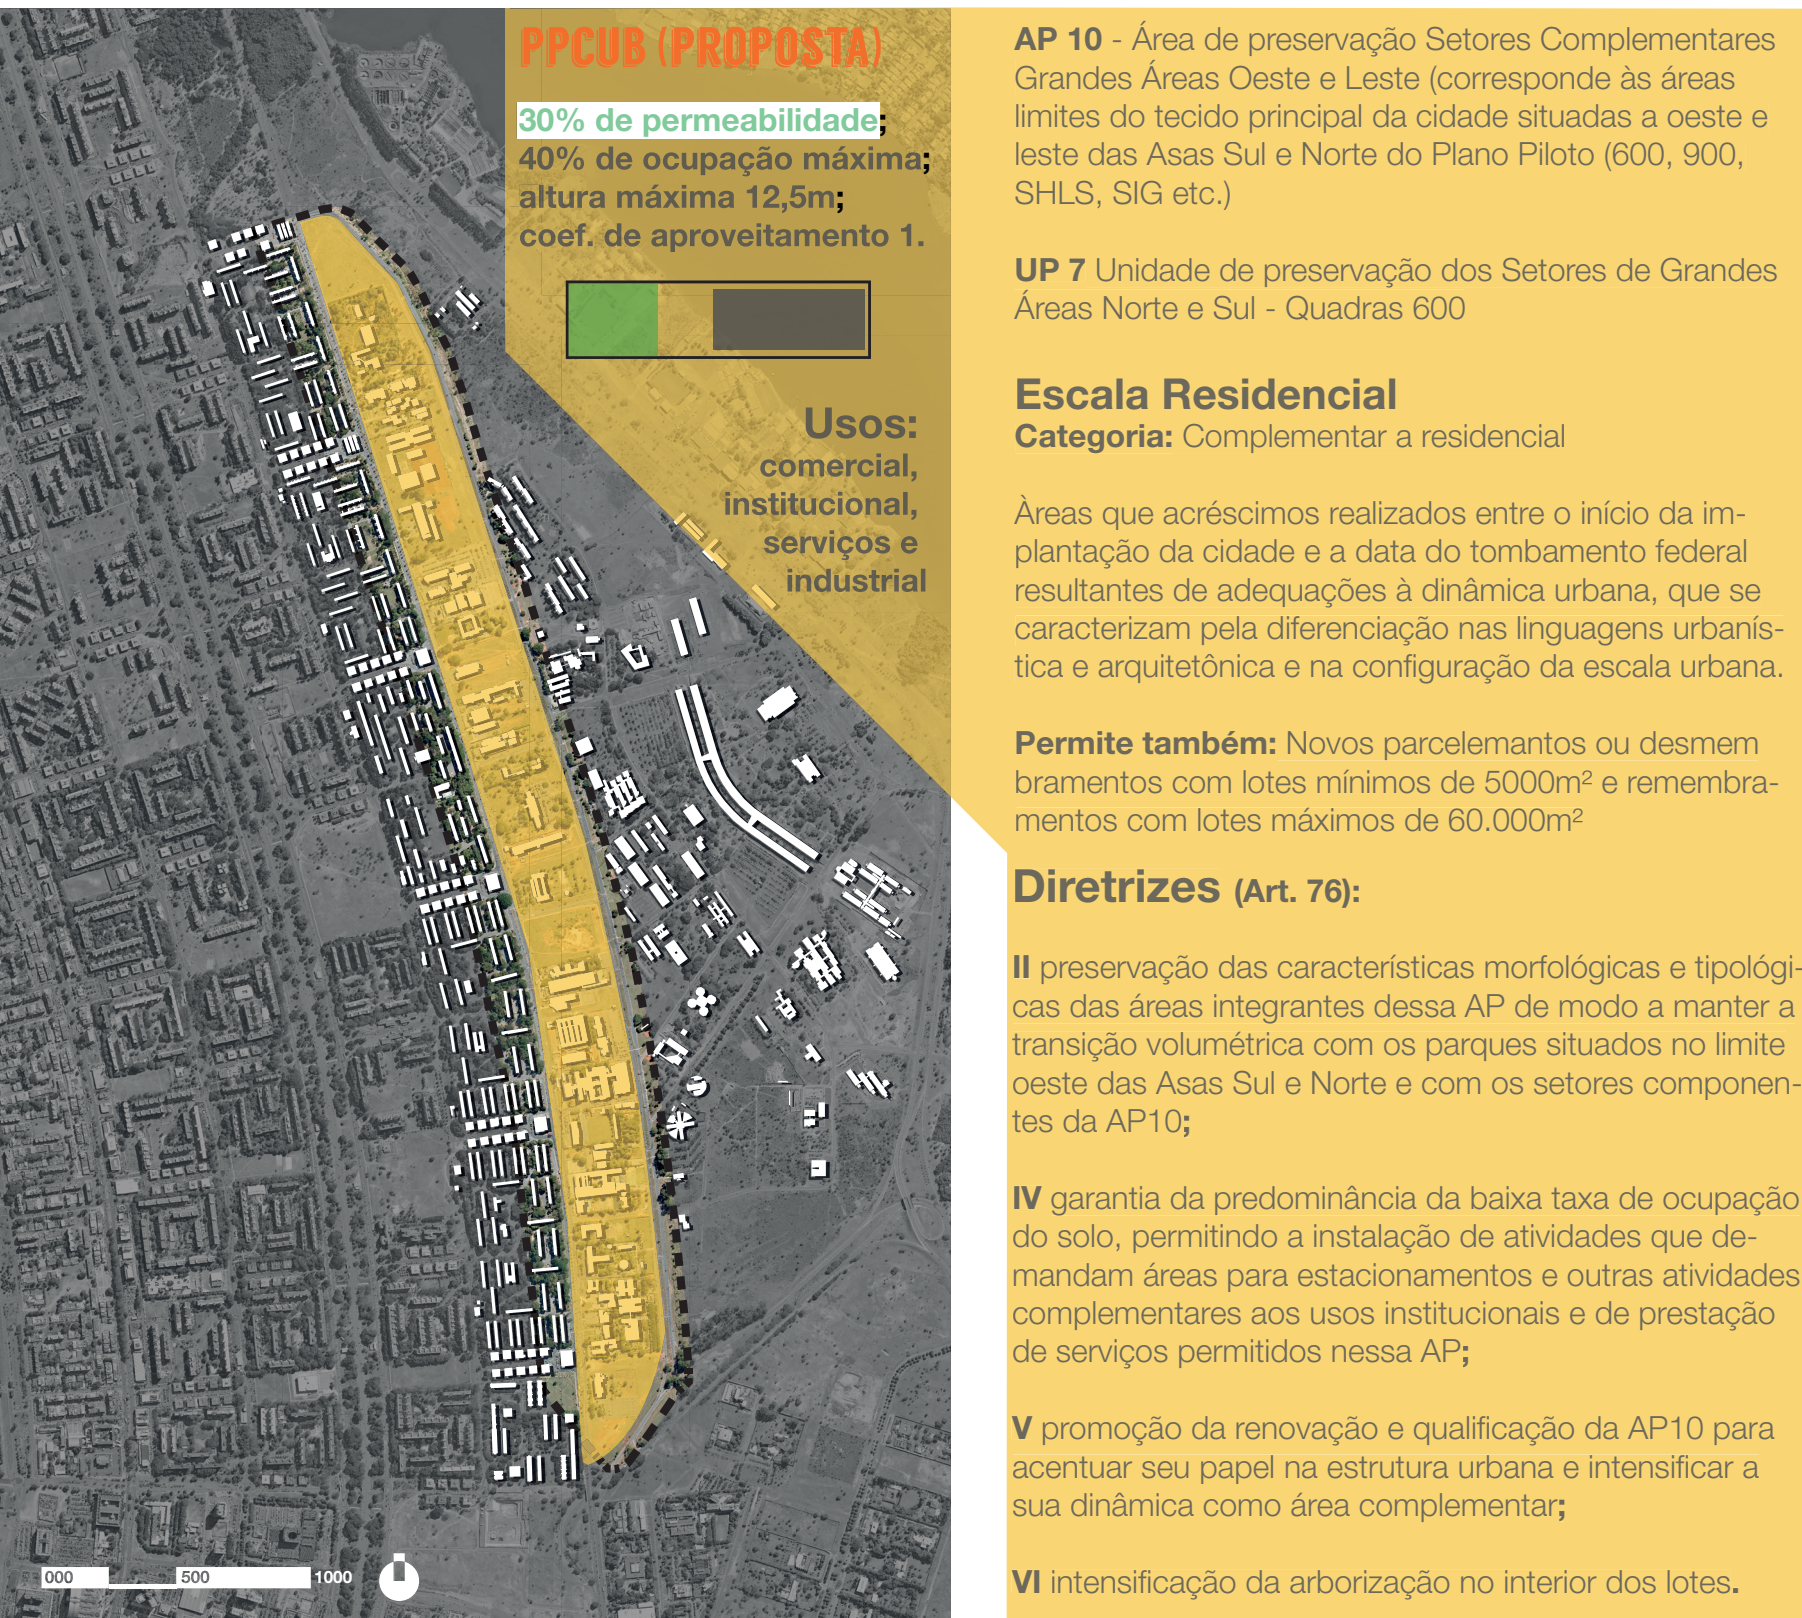 PPCUB (PROPOSTA)
30% de permeabilidade;
40% de ocupação máxima;
altura máxima 12,5m;
coef. de aproveitamento 1.
Usos:
comercial,
institucional,
serviços e
industrial
000 500 1000
AP 10 - Área de preservação Setores Complementares
Grandes Áreas Oeste e Leste (corresponde às áreas
limites do tecido principal da cidade situadas a oeste e
leste das Asas Sul e Norte do Plano Piloto (600, 900,
SHLS, SIG etc.)
UP 7 Unidade de preservação dos Setores de Grandes
Áreas Norte e Sul - Quadras 600
Escala Residencial
Categoria: Complementar a residencial
Àreas que acréscimos realizados entre o início da im-
plantação da cidade e a data do tombamento federal
resultantes de adequações à dinâmica urbana, que se
caracterizam pela diferenciação nas linguagens urbanís-
tica e arquitetônica e na configuração da escala urbana.
Permite também: Novos parcelemantos ou desmem
bramentos com lotes mínimos de 5000m² e remembra-
mentos com lotes máximos de 60.000m²
Diretrizes (Art. 76):
II preservação das características morfológicas e tipológi-
cas das áreas integrantes dessa AP de modo a manter a
transição volumétrica com os parques situados no limite
oeste das Asas Sul e Norte e com os setores componen-
tes da AP10;
IV garantia da predominância da baixa taxa de ocupação
do solo, permitindo a instalação de atividades que de-
mandam áreas para estacionamentos e outras atividades
complementares aos usos institucionais e de prestação
de serviços permitidos nessa AP;
V promoção da renovação e qualificação da AP10 para
acentuar seu papel na estrutura urbana e intensificar a
sua dinâmica como área complementar;
VI intensificação da arborização no interior dos lotes.